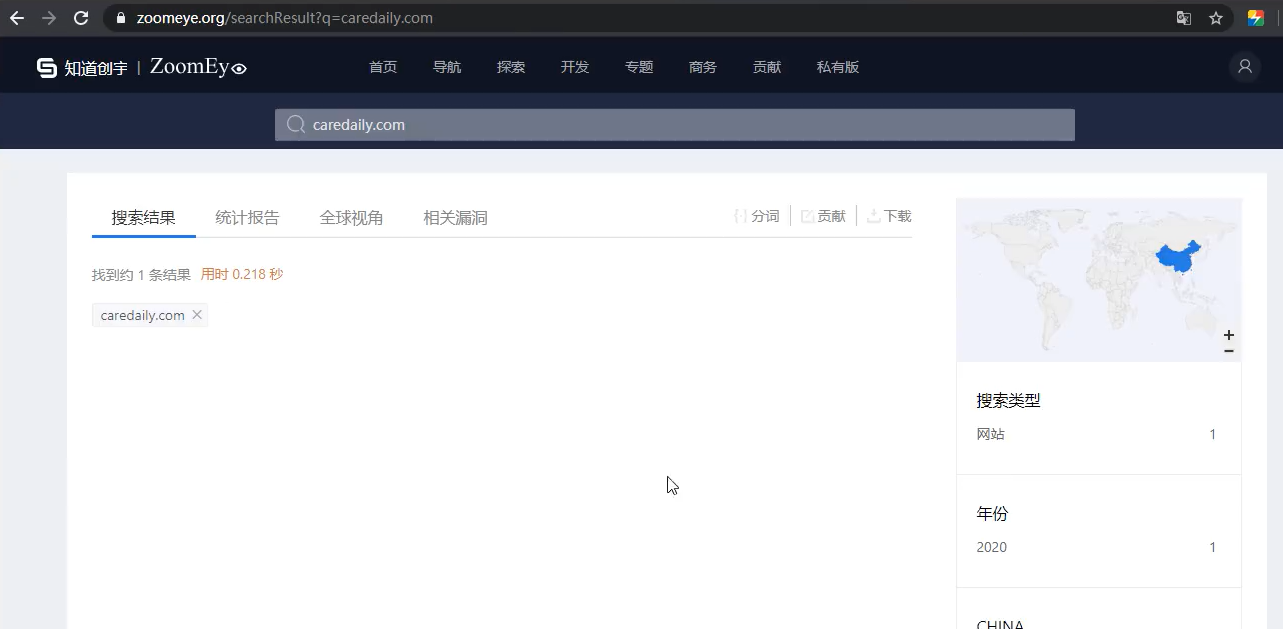 zoomeye.org/searchResult?q=caredaily.com
知道创宇 | ZoomEy
首页 导航 探索 开发 专题 商务 贡献 私有版
caredaily.com
搜索结果 统计报告 全球视角 相关漏洞 分词 贡献 下载
找到约 1 条结果 用时 0.218 秒
caredaily.com ×
+
−
搜索类型
网站 1
年份
2020 1
CHINA